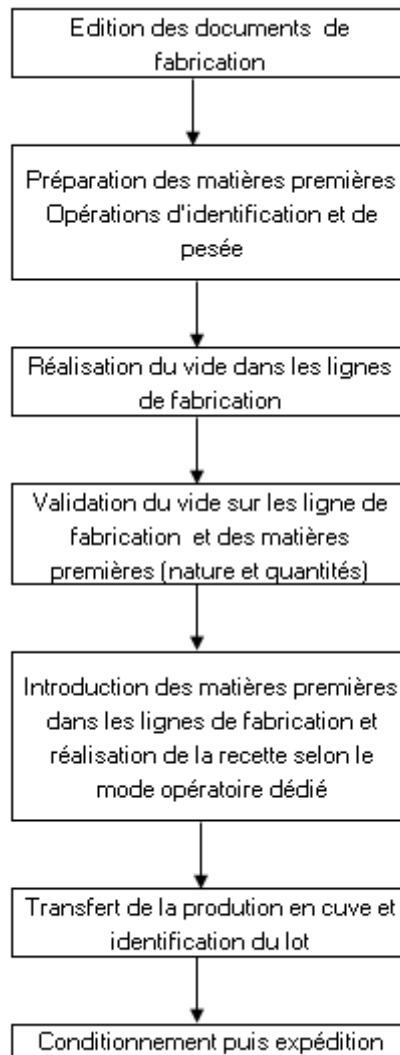 Edition des documents de
fabrication
Préparation des matières premières
Opérations d'identification et de
pesée
Réalisation du vide dans les lignes
de fabrication
Validation du vide sur les ligne de
fabrication et des matières
premières (nature et quantités)
Introduction des matières premières
dans les lignes de fabrication et
réalisation de la recette selon le
mode opératoire dédié
Transfert de la prodution en cuve et
identification du lot
Conditionnement puis expédition